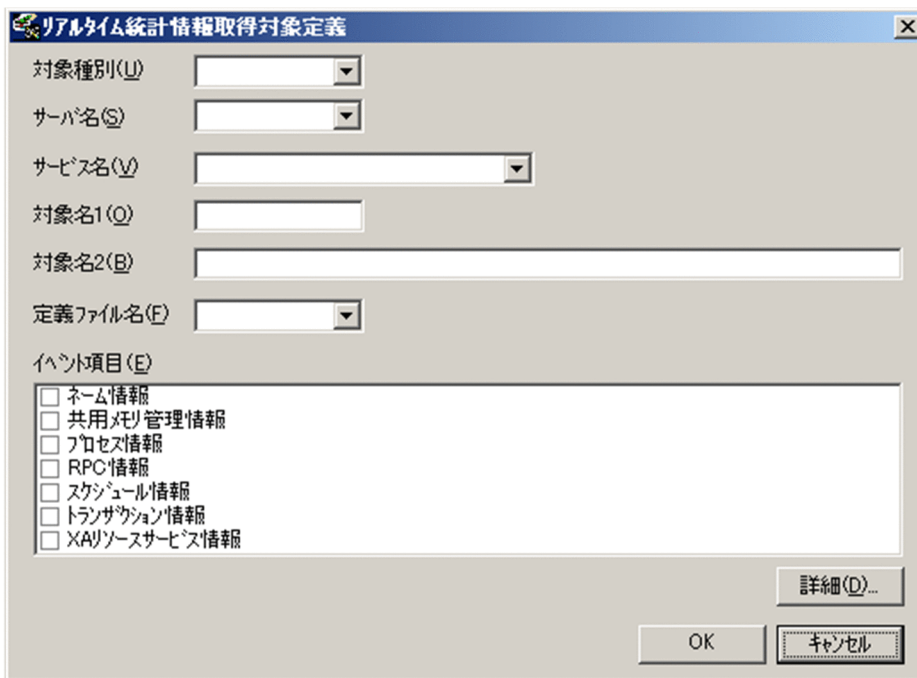 リアルタイム統計情報取得対象定義
対象種別(U)
サーバ名(S)
サービス名(V)
対象名1(O)
対象名2(B)
定義ファイル名(F)
イベント項目(E)
ネーム情報
共用メモリ管理情報
プロセス情報
RPC情報
スケジュール情報
トランザクション情報
XAリソースサービス情報
詳細(D)...
OK
キャンセル